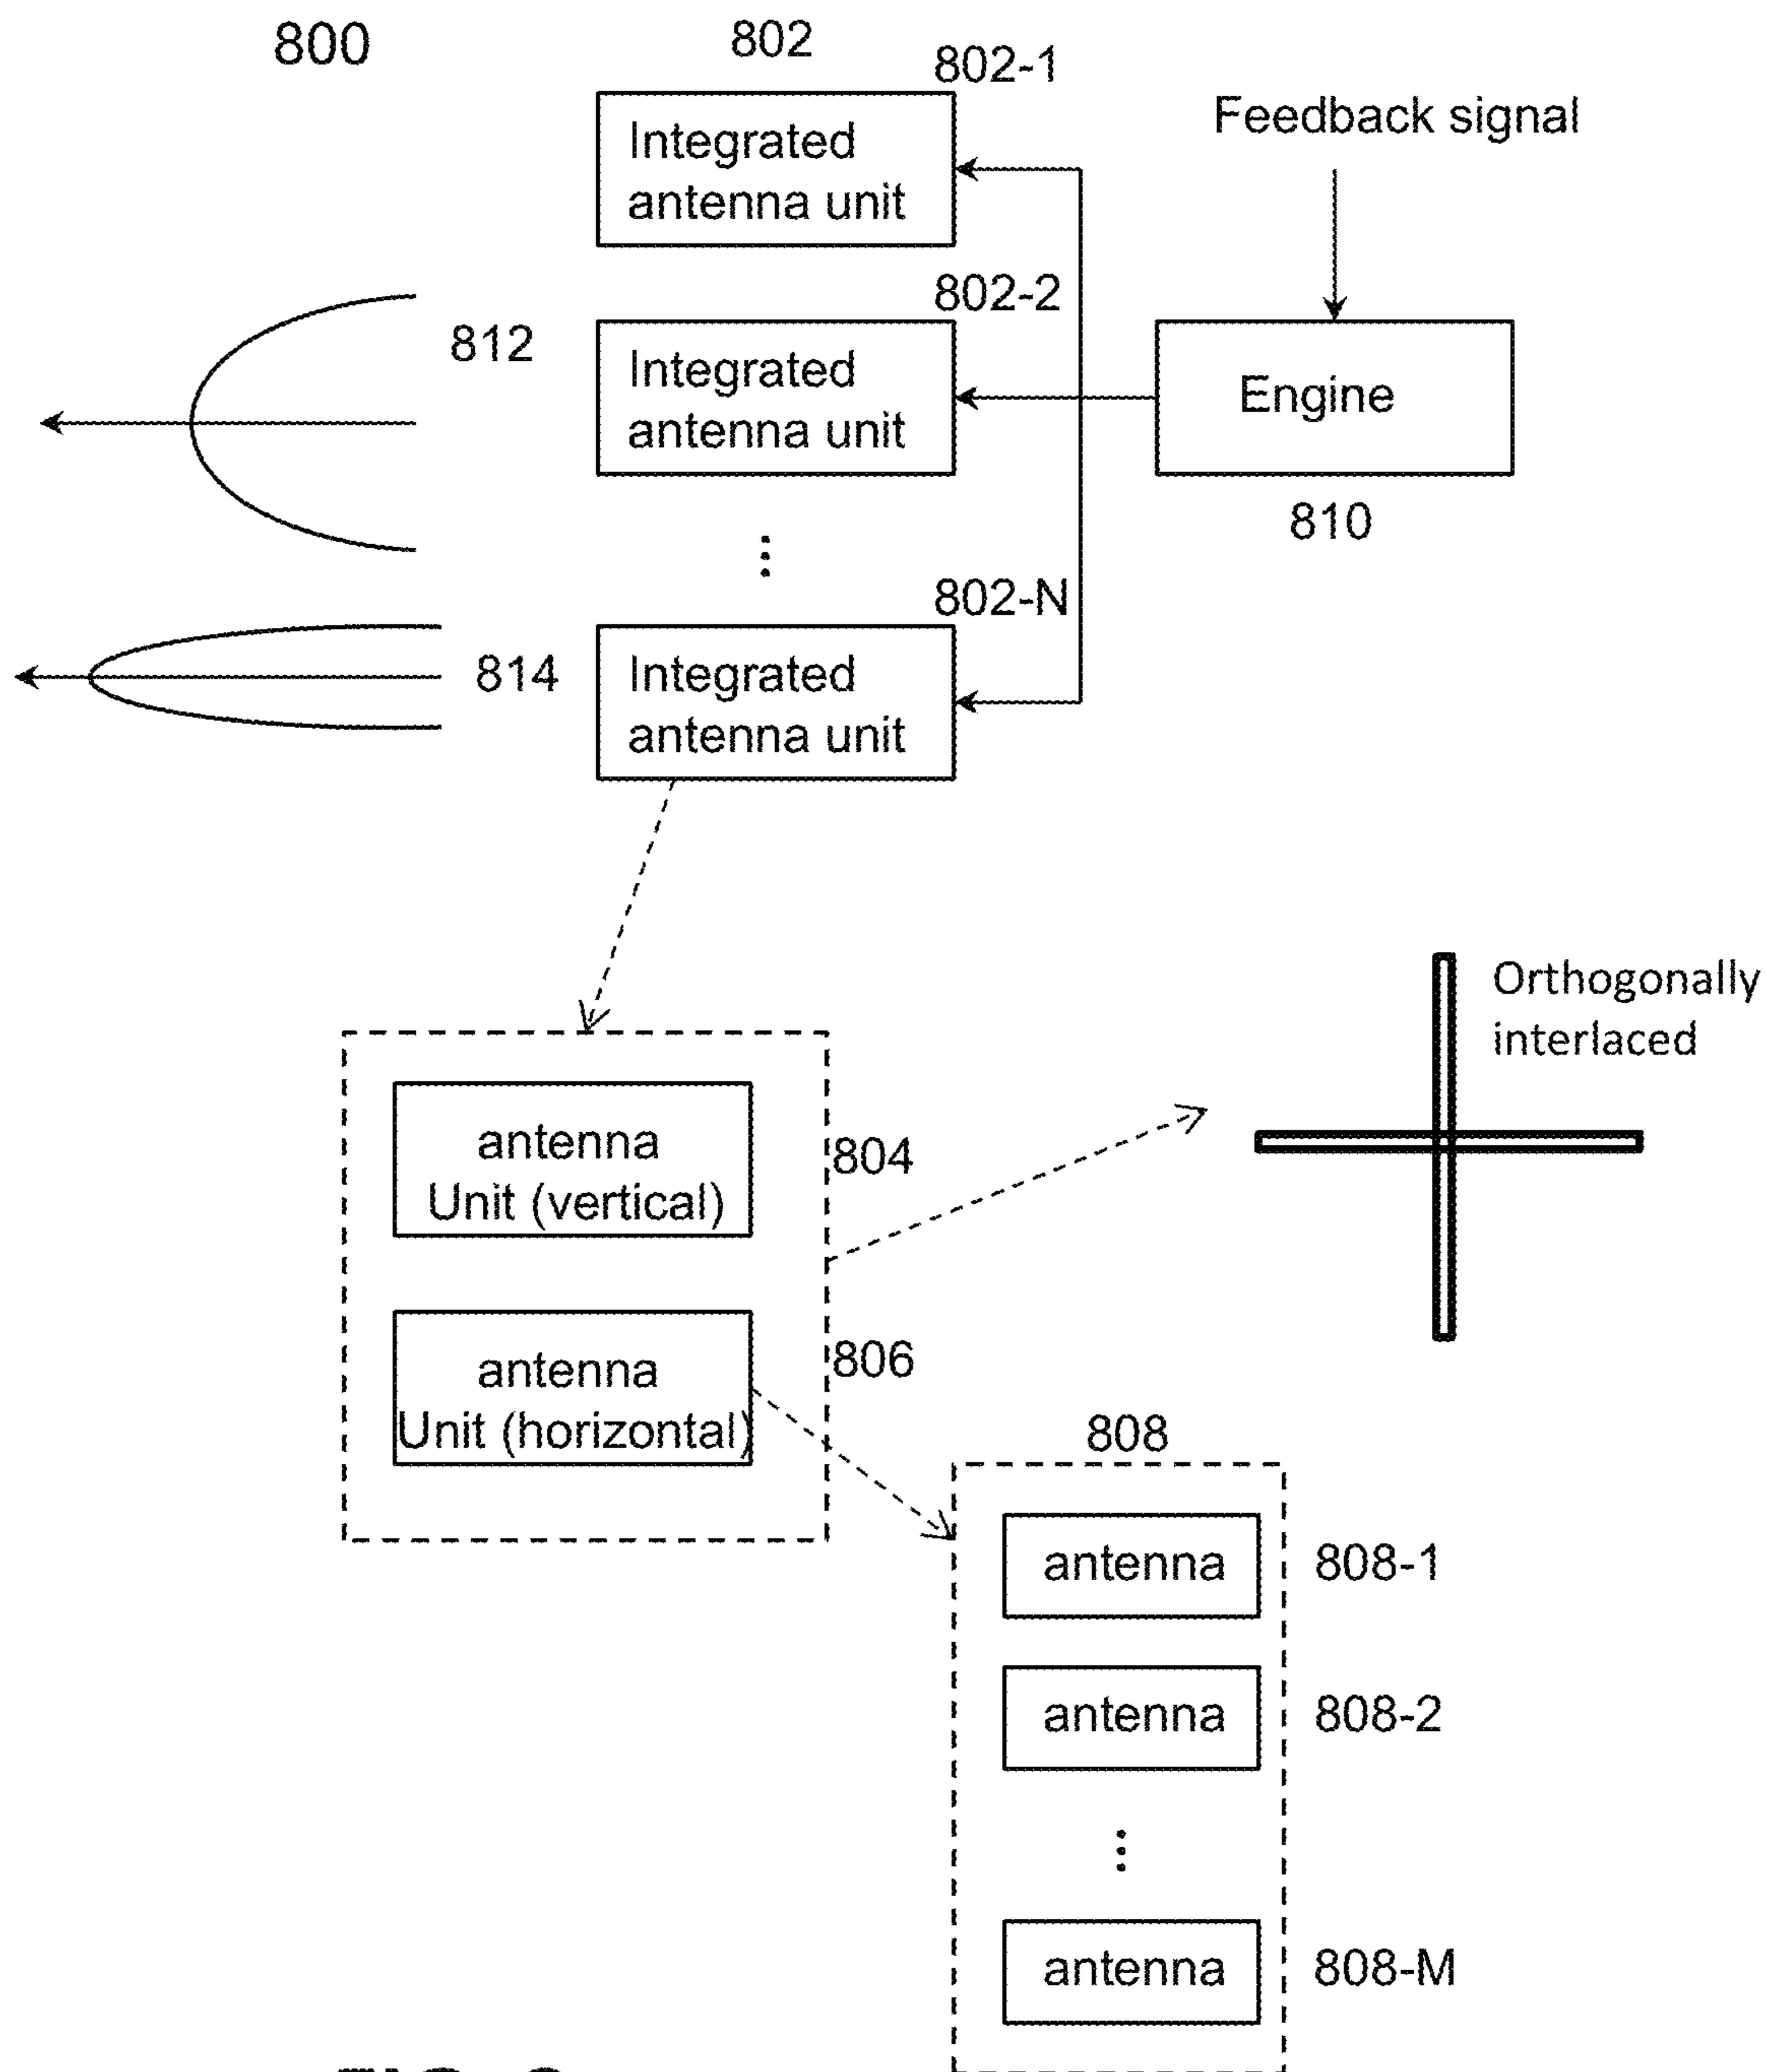 800
802
802-1
Integrated
antenna unit
Feedback signal
802-2
812
Integrated
antenna unit
Engine
810
802-N
814
Integrated
antenna unit
Orthogonally
interlaced
antenna
Unit (vertical)
804
antenna
Unit (horizontal)
806
808
antenna
808-1
antenna
808-2
antenna
808-M